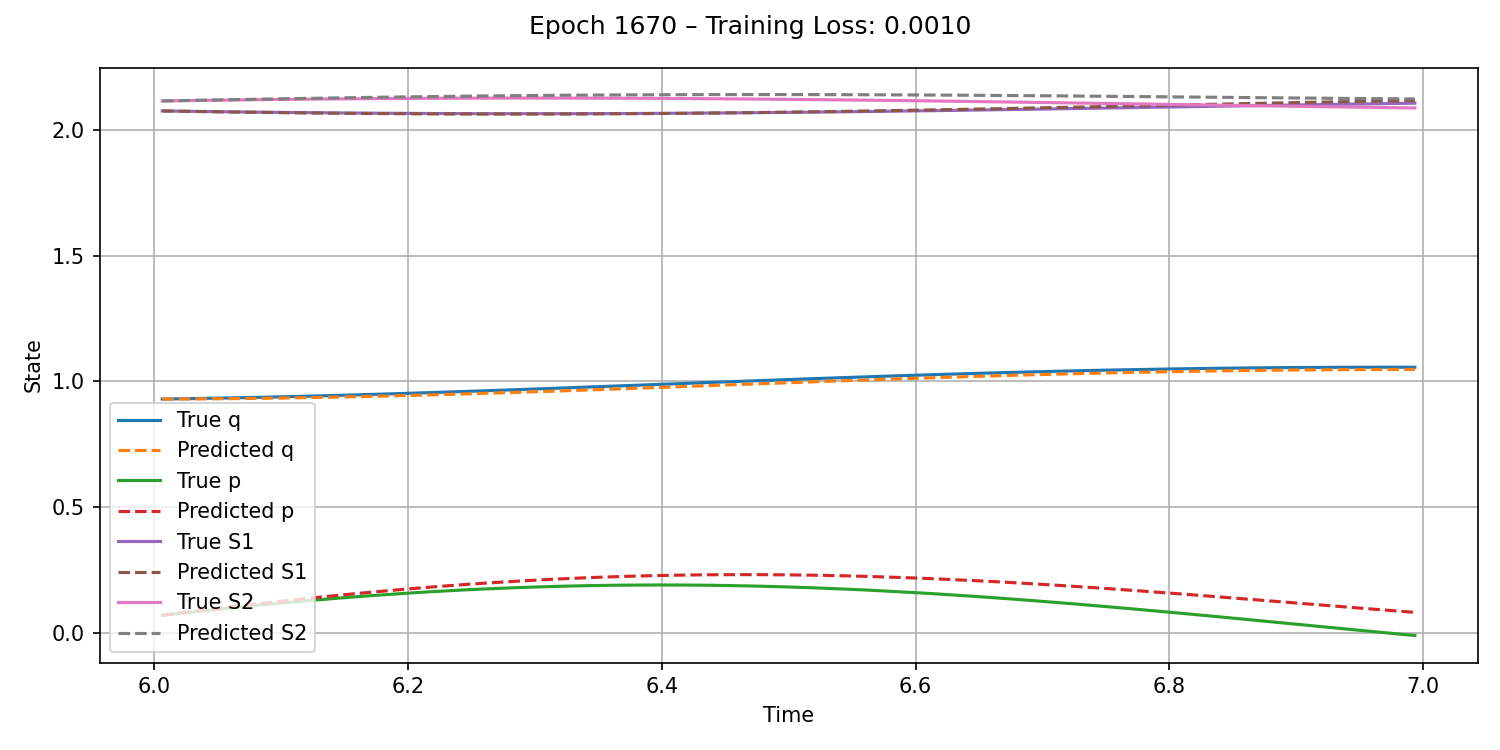 Epoch 1670 – Training Loss: 0.0010
2.0
1.5
1.0
0.5
0.0
State
True q
Predicted q
True p
Predicted p
True S1
Predicted S1
True S2
Predicted S2
6.0 6.2 6.4 6.6 6.8 7.0
Time